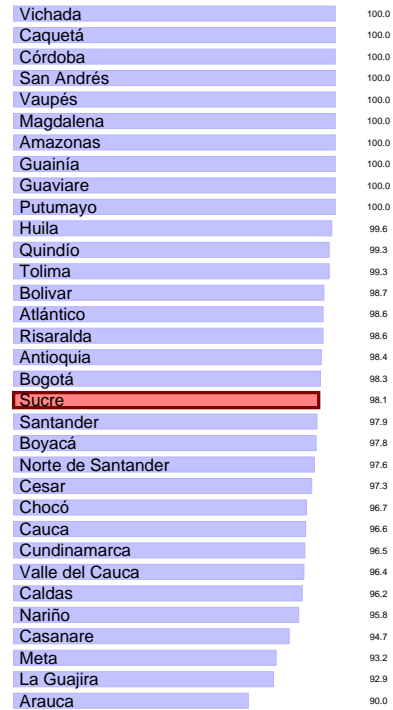 Vichada 100.0
Caquetá 100.0
Córdoba 100.0
San Andrés 100.0
Vaupés 100.0
Magdalena 100.0
Amazonas 100.0
Guainía 100.0
Guaviare 100.0
Putumayo 100.0
Huila 99.6
Quindío 99.3
Tolima 99.3
Bolivar 98.7
Atlántico 98.6
Risaralda 98.6
Antioquia 98.4
Bogotá 98.3
Sucre 98.1
Santander 97.9
Boyacá 97.8
Norte de Santander 97.6
Cesar 97.3
Chocó 96.7
Cauca 96.6
Cundinamarca 96.5
Valle del Cauca 96.4
Caldas 96.2
Nariño 95.8
Casanare 94.7
Meta 93.2
La Guajira 92.9
Arauca 90.0